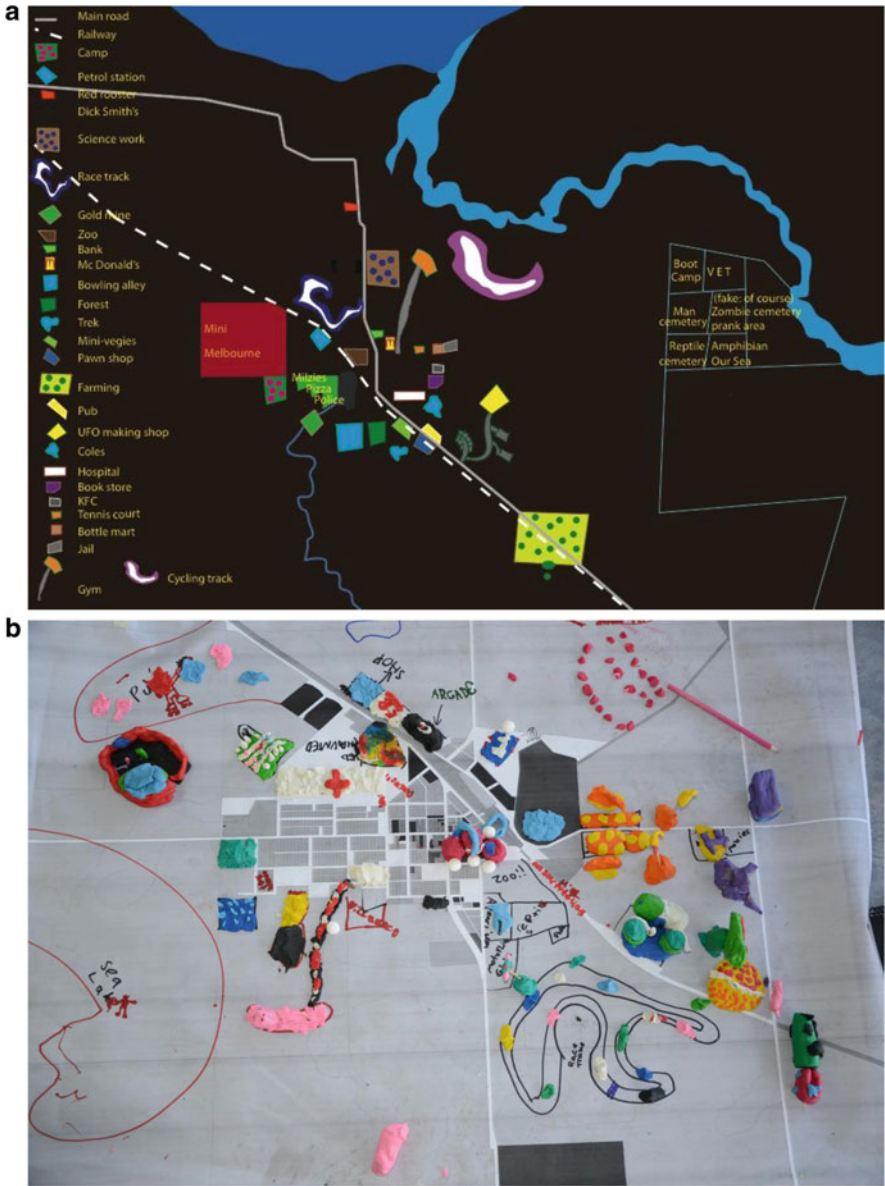 a
Main road
Railway
Camp
Petrol station
Red rooster
Dick Smith's
Science work
Race track
Gold mine
Zoo
Bank
Mc Donald's
Bowling alley
Forest
Trek
Mini-vegies
Pawn shop
Farming
Pub
UFO making shop
Coles
Hospital
Book store
KFC
Tennis court
Bottle mart
Jail
Gym
Cycling track
Mini
Melbourne
Milzies
Pizza
Police
Boot
Camp
VET
Man
cemetery
(fake: of course)
Zombie cemetery
prank area
Reptile
cemetery
Amphibian
Our Sea
b
SHOP
ARCADE
HAUNTED
Sea
Lake
ZOO!!
RACE